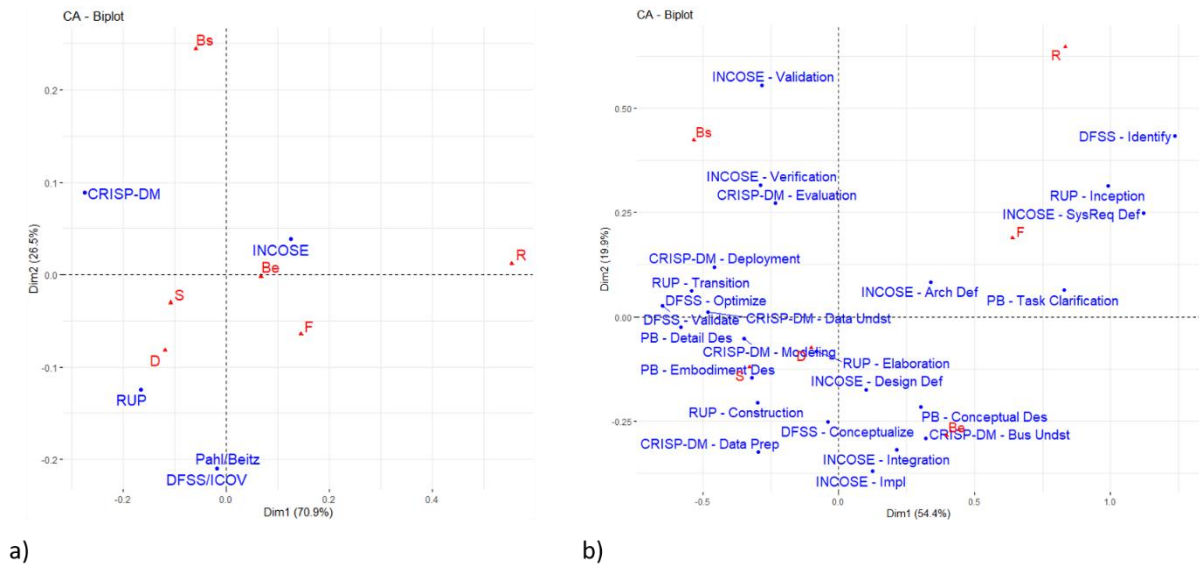 CA - Biplot
Bs
0.2
0.1
CRISP-DM
INCOSE
R
Be
0.0
S
F
D
-0.1
RUP
Pahl/Beitz
DFSS/ICOV
-0.2
-0.2
0.0
0.2
0.4
Dim1 (70.9%)
Dim2 (26.5%)
a)
CA - Biplot
R
INCOSE - Validation
0.50
Bs
DFSS - Identify
INCOSE - Verification
CRISP-DM - Evaluation
RUP - Inception
0.25
INCOSE - SysReq Def
F
CRISP-DM - Deployment
RUP - Transition
INCOSE - Arch Def
PB - Task Clarification
DFSS - Optimize
0.00
DFSS - Validate
CRISP-DM - Data Undst
PB - Detail Des
CRISP-DM - Modeling
D
RUP - Elaboration
PB - Embodiment Des
S
INCOSE - Design Def
RUP - Construction
PB - Conceptual Des
-0.25
DFSS - Conceptualize
Be
CRISP-DM - Bus Undst
CRISP-DM - Data Prep
INCOSE - Integration
INCOSE - Impl
-0.5
0.0
0.5
1.0
Dim1 (54.4%)
Dim2 (19.9%)
b)